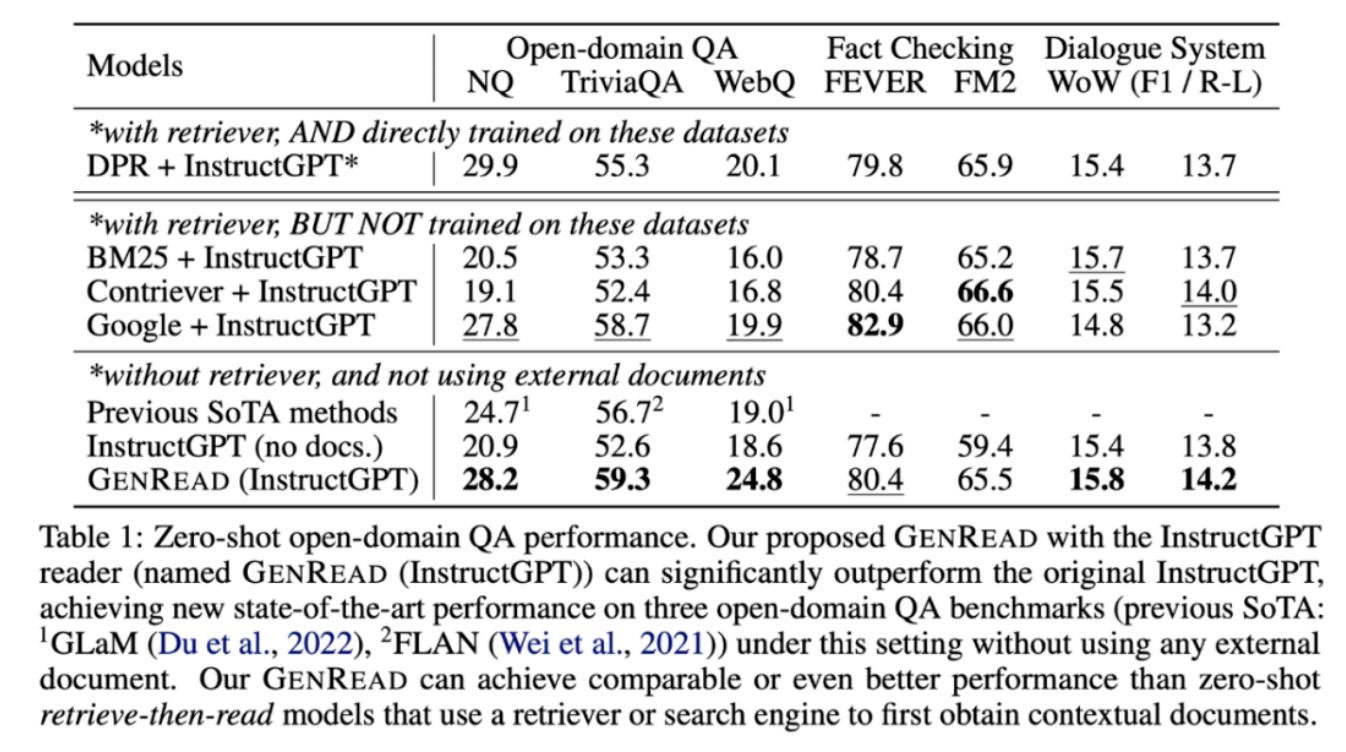 Models Open-domain QA Fact Checking Dialogue System
NQ TriviaQA WebQ FEVER FM2 WoW (F1 / R-L)
*with retriever, AND directly trained on these datasets
DPR + InstructGPT* 29.9 55.3 20.1 79.8 65.9 15.4 13.7
*with retriever, BUT NOT trained on these datasets
BM25 + InstructGPT 20.5 53.3 16.0 78.7 65.2 15.7 13.7
Contriever + InstructGPT 19.1 52.4 16.8 80.4 66.6 15.5 14.0
Google + InstructGPT 27.8 58.7 19.9 82.9 66.0 14.8 13.2
*without retriever, and not using external documents
Previous SoTA methods 24.7¹ 56.7² 19.0¹ - - - -
InstructGPT (no docs.) 20.9 52.6 18.6 77.6 59.4 15.4 13.8
GENREAD (InstructGPT) 28.2 59.3 24.8 80.4 65.5 15.8 14.2
Table 1: Zero-shot open-domain QA performance. Our proposed GENREAD with the InstructGPT
reader (named GENREAD (InstructGPT)) can significantly outperform the original InstructGPT,
achieving new state-of-the-art performance on three open-domain QA benchmarks (previous SoTA:
¹GLaM (Du et al., 2022), ²FLAN (Wei et al., 2021)) under this setting without using any external
document. Our GENREAD can achieve comparable or even better performance than zero-shot
retrieve-then-read models that use a retriever or search engine to first obtain contextual documents.